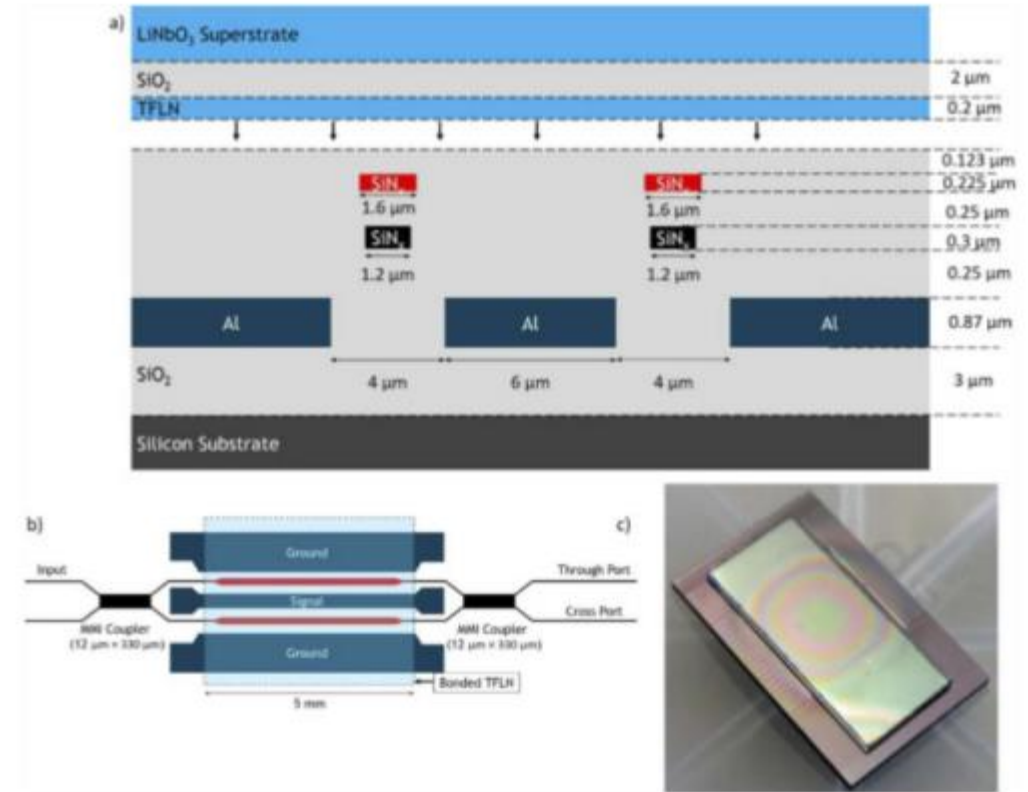 a)
LiNbO₃ Superstrate
SiO₂
2 µm
TFLN
0.2 µm
0.123 µm
SiNₓ
SiNₓ
0.225 µm
1.6 µm
1.6 µm
0.25 µm
SiNₓ
SiNₓ
0.3 µm
1.2 µm
1.2 µm
0.25 µm
Al
Al
Al
0.87 µm
SiO₂
4 µm
6 µm
4 µm
3 µm
Silicon Substrate
b)
c)
Ground
Input
Through Port
Signal
Cross Port
MMI Coupler
(12 µm × 330 µm)
MMI Coupler
(12 µm × 330 µm)
Ground
Bonded TFLN
5 mm